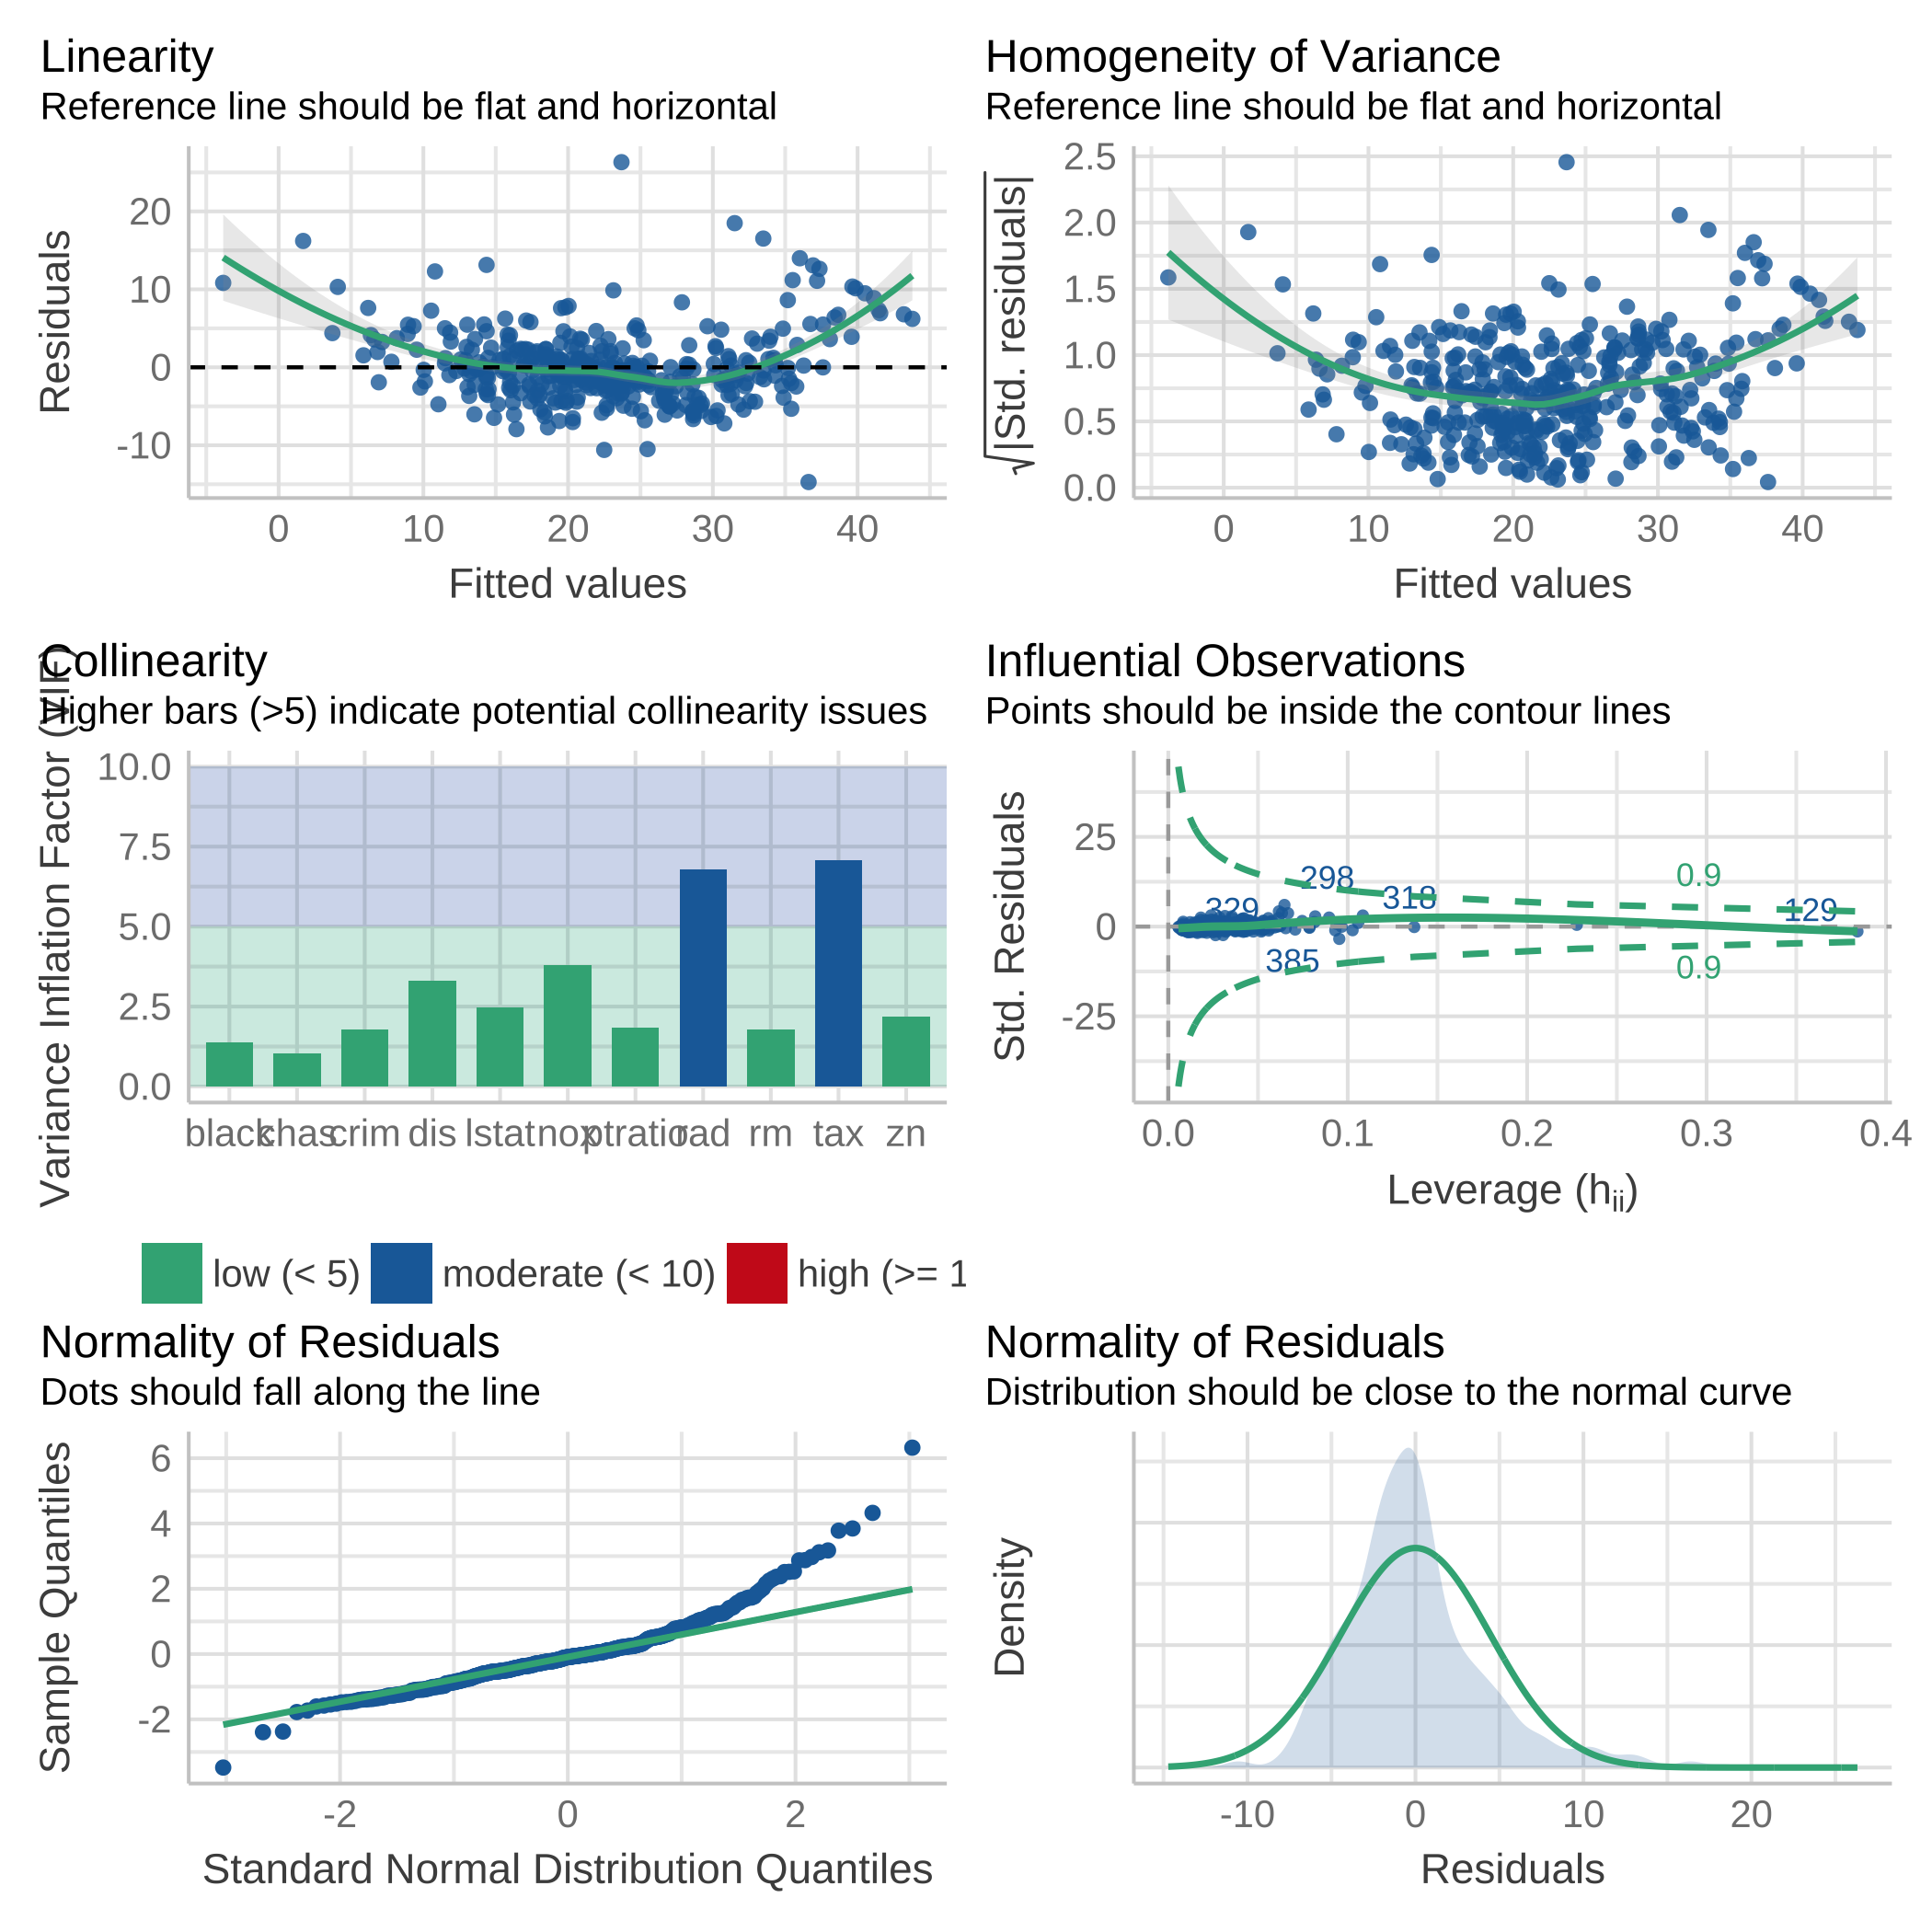 Linearity
Reference line should be flat and horizontal
Residuals
20
10
0
-10
0 10 20 30 40
Fitted values
Homogeneity of Variance
Reference line should be flat and horizontal
√|Std. residuals|
2.5
2.0
1.5
1.0
0.5
0.0
0 10 20 30 40
Fitted values
Collinearity
Higher bars (>5) indicate potential collinearity issues
Variance Inflation Factor (VIF)
10.0
7.5
5.0
2.5
0.0
black chas crim dis lstat nox ptratio rad rm tax zn
low (< 5) moderate (< 10) high (>= 1
Influential Observations
Points should be inside the contour lines
Std. Residuals
25
0
-25
298
318
329
385
129
0.9
0.9
0.0 0.1 0.2 0.3 0.4
Leverage (hii)
Normality of Residuals
Dots should fall along the line
Sample Quantiles
6
4
2
0
-2
-2 0 2
Standard Normal Distribution Quantiles
Normality of Residuals
Distribution should be close to the normal curve
Density
-10 0 10 20
Residuals